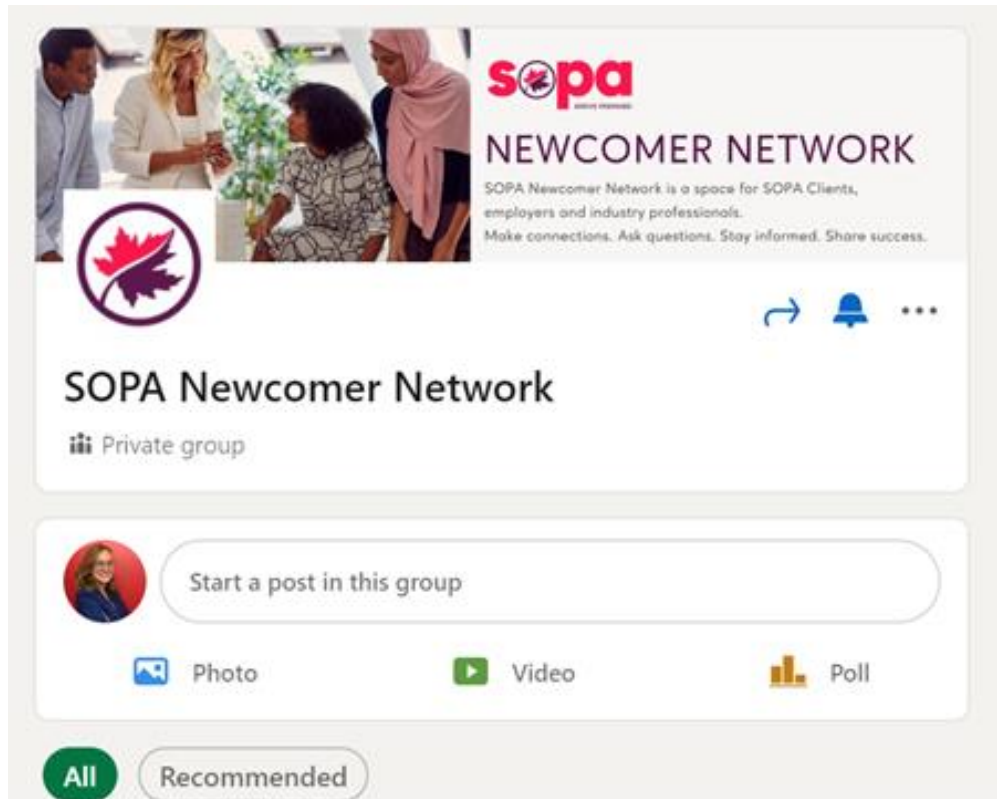 sopa
NEWCOMER NETWORK
SOPA Newcomer Network is a space for SOPA Clients,
employers and industry professionals.
Make connections. Ask questions. Stay informed. Share success.
SOPA Newcomer Network
Private group
Start a post in this group
Photo
Video
Poll
All
Recommended